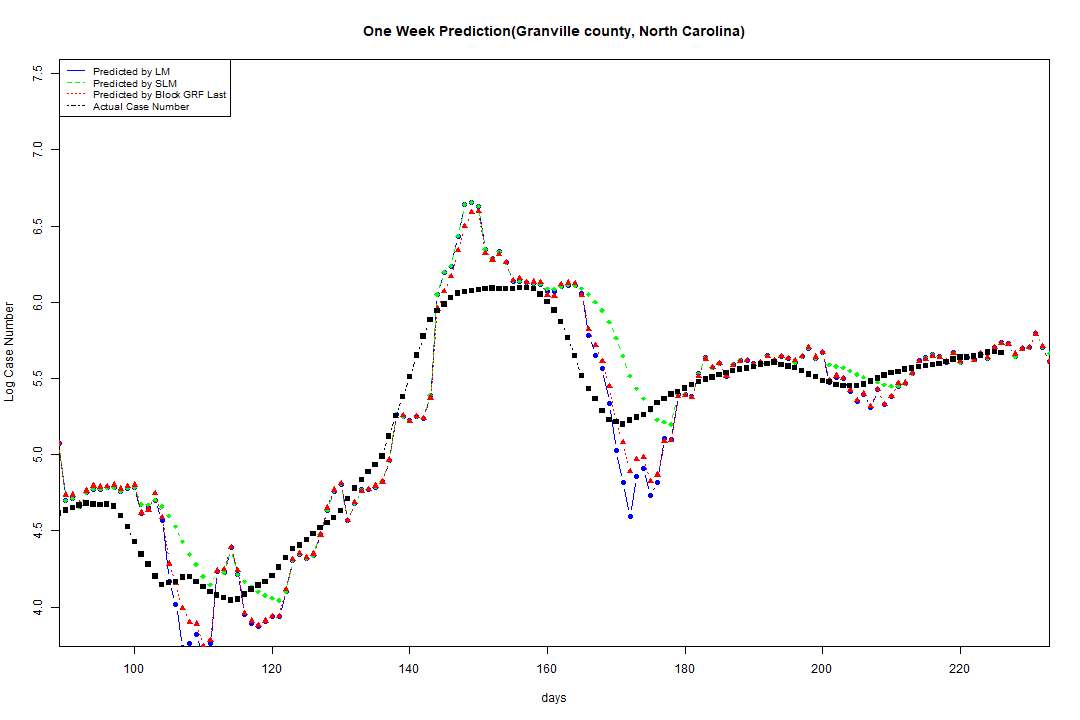 One Week Prediction(Granville county, North Carolina)
Predicted by LM
Predicted by SLM
Predicted by Block GRF Last
Actual Case Number
7.5
7.0
6.5
6.0
5.5
5.0
4.5
4.0
Log Case Number
100 120 140 160 180 200 220
days